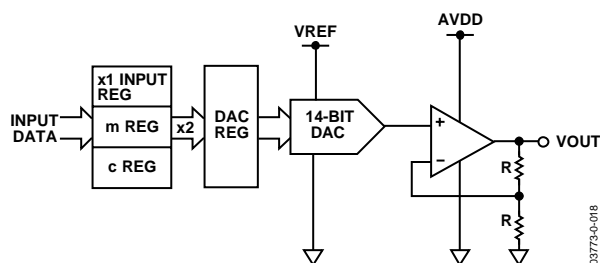 VREF
AVDD
x1 INPUT
REG
INPUT
DATA
m REG
x2
DAC
REG
14-BIT
DAC
+
–
VOUT
R
c REG
R
03773-0-018